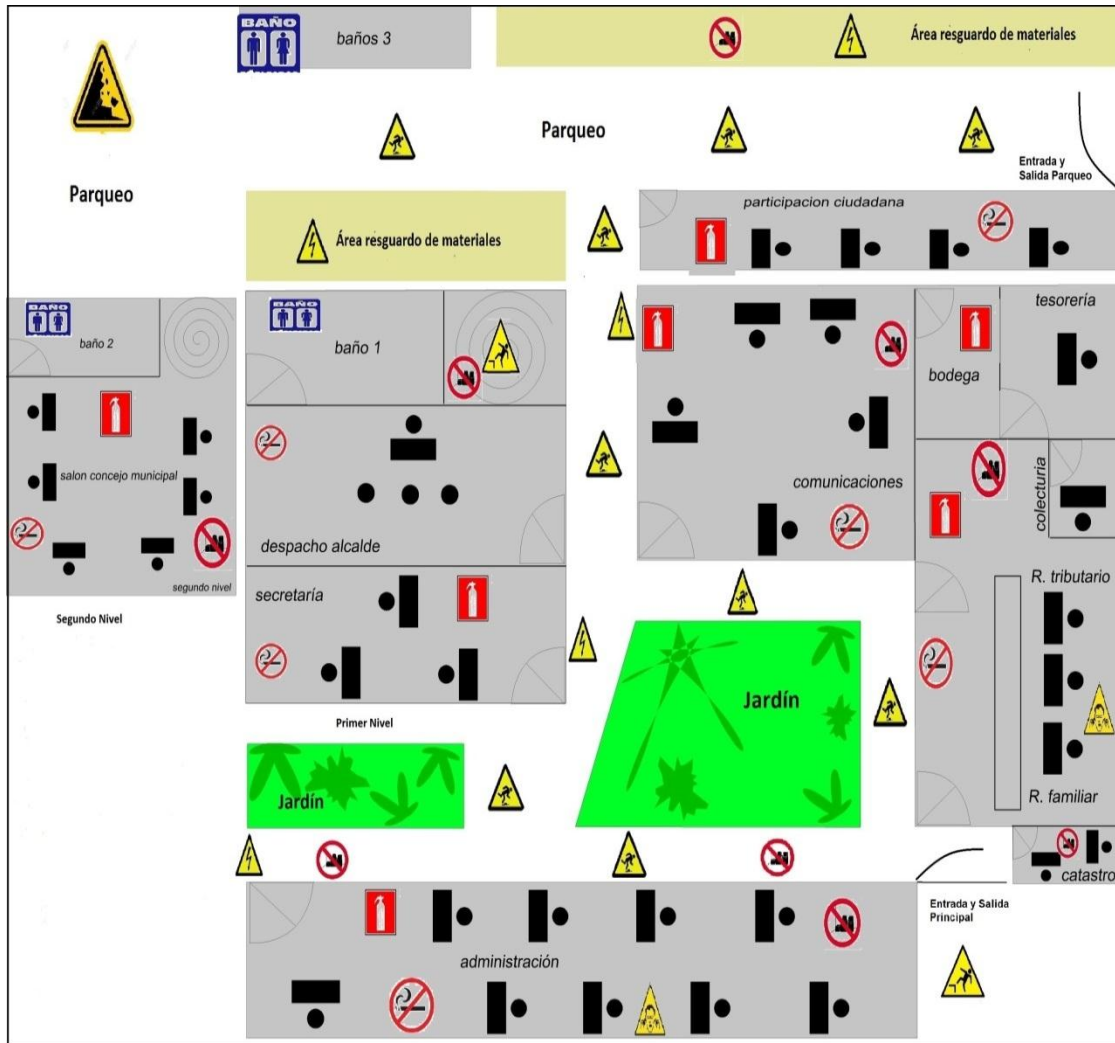 BAÑO
baños 3
Área resguardo de materiales
Parqueo
Parqueo
Entrada y
Salida Parqueo
participacion ciudadana
Área resguardo de materiales
BAÑO
baño 2
BAÑO
baño 1
tesorería
bodega
salon concejo municipal
comunicaciones
colecturia
despacho alcalde
segundo nivel
Segundo Nivel
secretaría
R. tributario
Jardín
Primer Nivel
Jardín
R. familiar
catastro
Entrada y Salida
Principal
administración